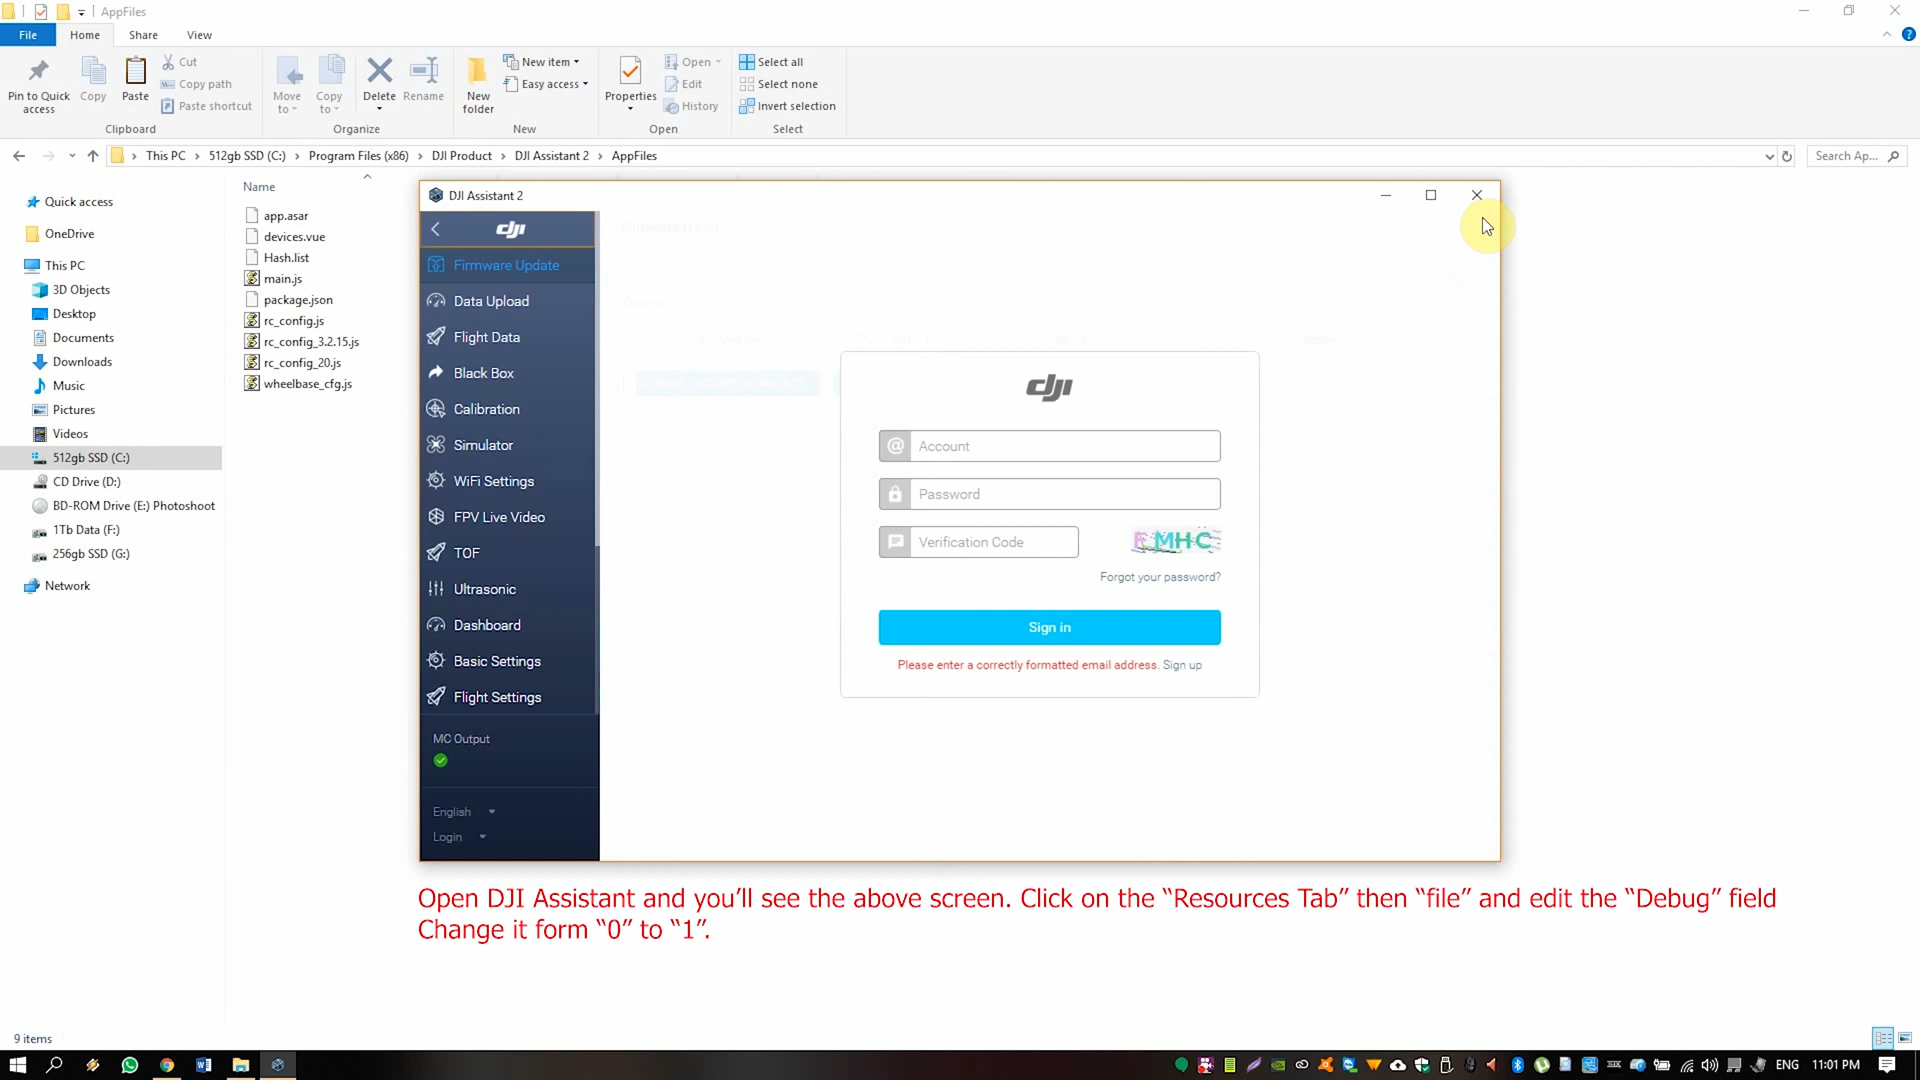 AppFiles
File
Home
Share
View
Pin to Quick access
Copy
Paste
Cut
Copy path
Paste shortcut
Clipboard
Move to
Copy to
Delete
Rename
Organize
New folder
New item
Easy access
New
Properties
Open
Edit
History
Open
Select all
Select none
Invert selection
Select
This PC
512gb SSD (C:)
Program Files (x86)
DJI Product
DJI Assistant 2
AppFiles
Search Ap...
Quick access
OneDrive
This PC
3D Objects
Desktop
Documents
Downloads
Music
Pictures
Videos
512gb SSD (C:)
CD Drive (D:)
BD-ROM Drive (E:) Photoshoot
1Tb Data (F:)
256gb SSD (G:)
Network
Name
app.asar
devices.vue
Hash.list
main.js
package.json
rc_config.js
rc_config_3.2.15.js
rc_config_20.js
wheelbase_cfg.js
DJI Assistant 2
dji
Firmware Update
Data Upload
Flight Data
Black Box
Calibration
Simulator
WiFi Settings
FPV Live Video
TOF
Ultrasonic
Dashboard
Basic Settings
Flight Settings
MC Output
English
Login
dji
Account
Password
Verification Code
Forgot your password?
Sign in
Please enter a correctly formatted email address. Sign up
Open DJI Assistant and you’ll see the above screen. Click on the “Resources Tab” then “file” and edit the “Debug” field
Change it form “0” to “1”.
9 items
ENG
11:01 PM